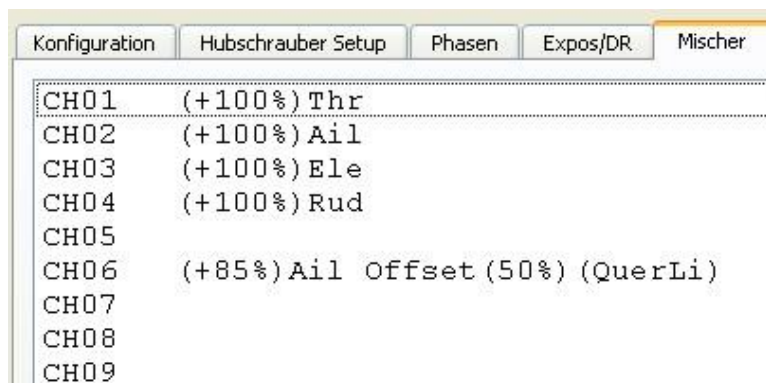 Konfiguration Hubschrauber Setup Phasen Expos/DR Mischer
CH01 (+100%)Thr
CH02 (+100%)Ail
CH03 (+100%)Ele
CH04 (+100%)Rud
CH05
CH06 (+85%)Ail Offset(50%)(QuerLi)
CH07
CH08
CH09